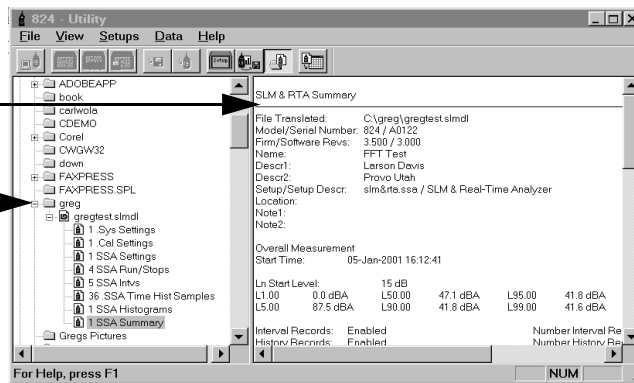 824 - Utility
File View Setups Data Help
Setup
ADOBEAPP
book
carlwola
CDEMO
Corel
CWGW32
down
FAXPRESS
FAXPRESS.SPL
greg
gregtest.slmdl
1 .Sys Settings
1 .Cal Settings
1 SSA Settings
4 SSA Run/Stops
5 SSA Intvs
36 .SSA Time Hist Samples
1 SSA Histograms
1 SSA Summary
Gregs Pictures
SLM & RTA Summary
File Translated: C:\greg\gregtest.slmdl
Model/Serial Number: 824 / A0122
Firm/Software Revs: 3.500 / 3.000
Name: FFT Test
Descr1: Larson Davis
Descr2: Provo Utah
Setup/Setup Descr: slm&rta.ssa / SLM & Real-Time Analyzer
Location:
Note1:
Note2:
Overall Measurement
Start Time: 05-Jan-2001 16:12:41
Ln Start Level: 15 dB
L1.00 0.0 dBA L50.00 47.1 dBA L95.00 41.8 dBA
L5.00 87.5 dBA L90.00 41.8 dBA L99.00 41.6 dBA
Interval Records: Enabled Number Interval Re
History Records: Enabled Number History Re
For Help, press F1 NUM